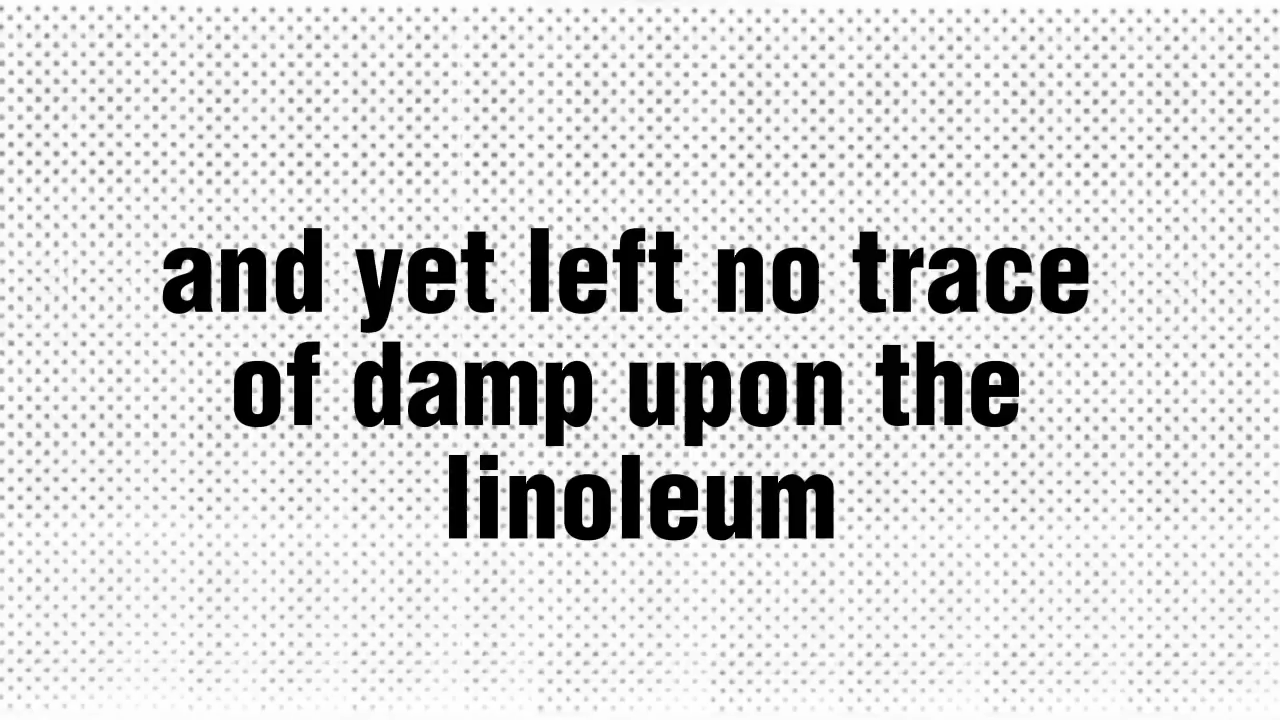 and yet left no trace
of damp upon the
linoleum